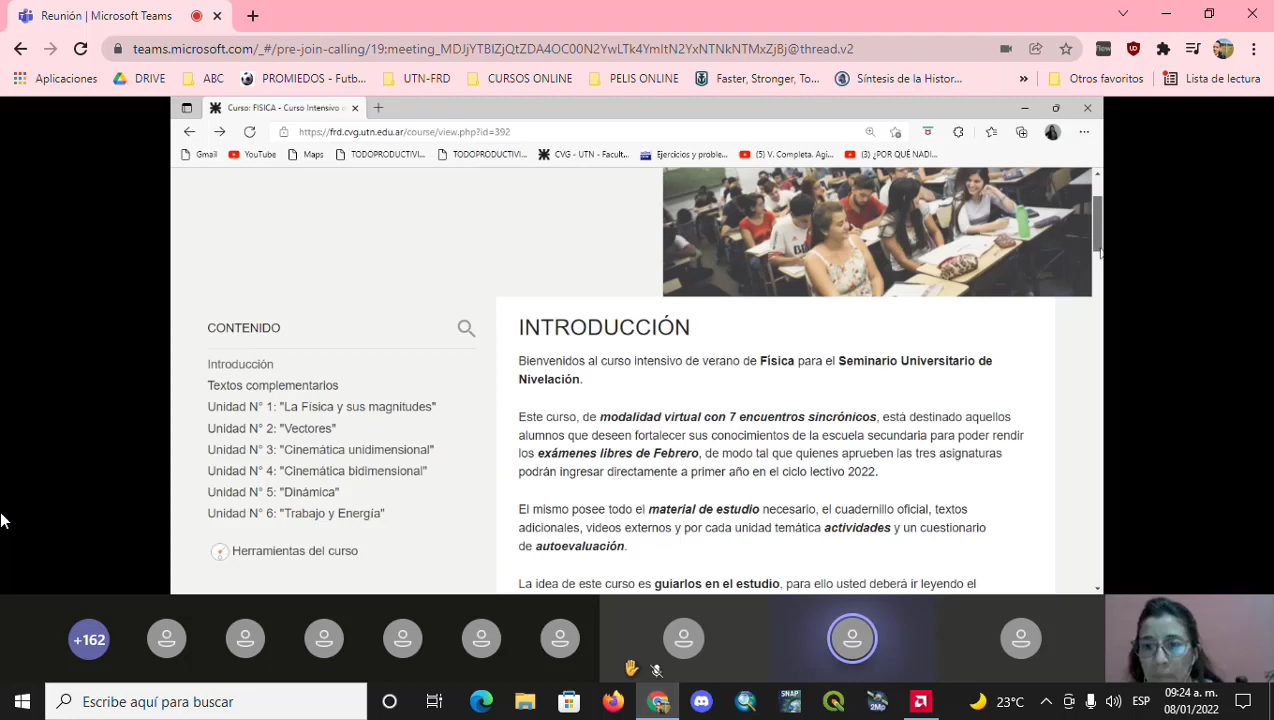 Reunión | Microsoft Teams
teams.microsoft.com/_#/pre-join-calling/19:meeting_MDJjYTBlZjQtZDA4OC00N2YwLTk4YmItN2YxNTNkNTMxZjBj@thread.v2
Aplicaciones DRIVE ABC PROMIEDOS - Futb... UTN-FRD CURSOS ONLINE PELIS ONLINE Faster, Stronger, To... Síntesis de la Histor... » Otros favoritos Lista de lectura
Curso: FISICA - Curso Intensivo
https://frd.cvg.utn.edu.ar/course/view.php?id=392
Gmail YouTube Maps TODOPRODUCTIVI... TODOPRODUCTIVI... CVG - UTN - Facult... Ejercicios y proble... (5) V. Completa. Agi... (3) ¿POR QUÉ NADI...
CONTENIDO
Introducción
Textos complementarios
Unidad N° 1: "La Física y sus magnitudes"
Unidad N° 2: "Vectores"
Unidad N° 3: "Cinemática unidimensional"
Unidad N° 4: "Cinemática bidimensional"
Unidad N° 5: "Dinámica"
Unidad N° 6: "Trabajo y Energía"
Herramientas del curso
INTRODUCCIÓN
Bienvenidos al curso intensivo de verano de Física para el Seminario Universitario de
Nivelación.
Este curso, de modalidad virtual con 7 encuentros sincrónicos, está destinado aquellos
alumnos que deseen fortalecer sus conocimientos de la escuela secundaria para poder rendir
los exámenes libres de Febrero, de modo tal que quienes aprueben las tres asignaturas
podrán ingresar directamente a primer año en el ciclo lectivo 2022.
El mismo posee todo el material de estudio necesario, el cuadernillo oficial, textos
adicionales, videos externos y por cada unidad temática actividades y un cuestionario
de autoevaluación.
La idea de este curso es guiarlos en el estudio, para ello usted deberá ir leyendo el
+162
Escribe aquí para buscar
23°C
ESP
09:24 a. m.
08/01/2022